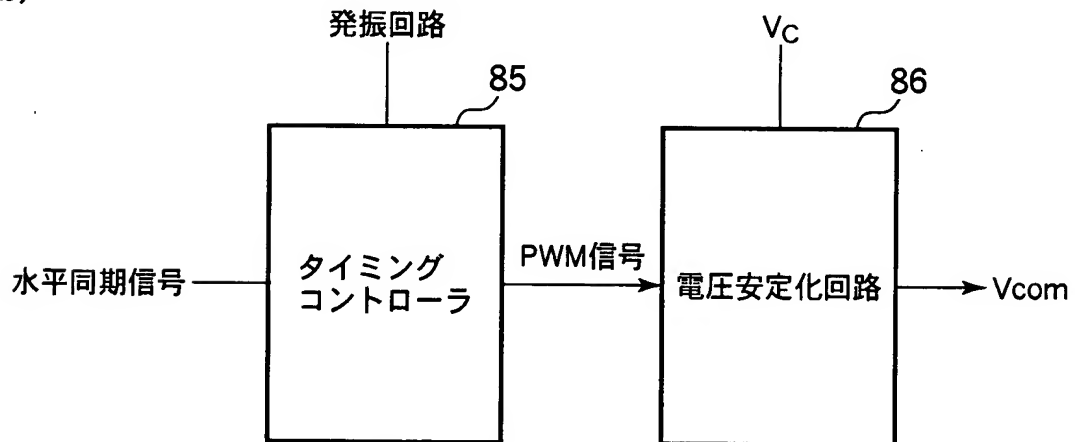 発振回路
VC
85
86
水平同期信号
タイミング
コントローラ
PWM信号
電圧安定化回路
Vcom